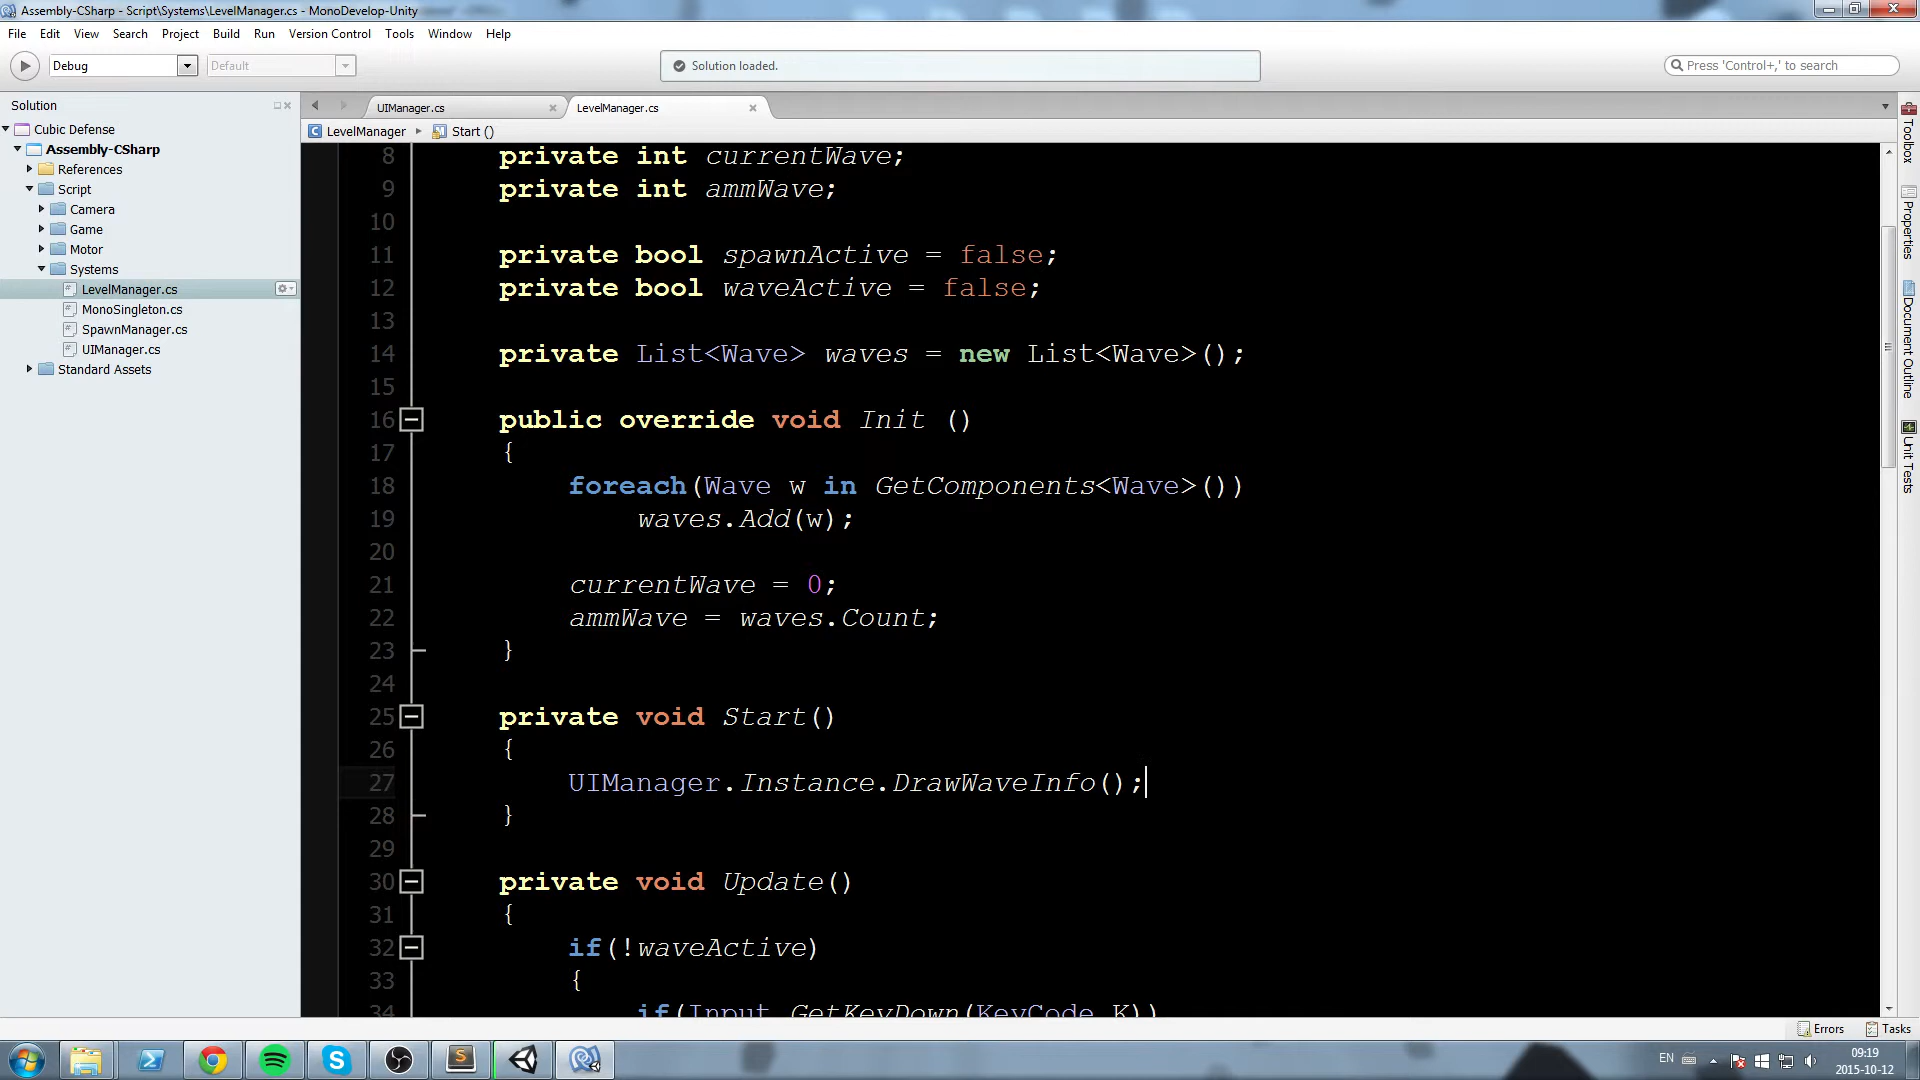 Assembly-CSharp - Script\Systems\LevelManager.cs - MonoDevelop-Unity
File Edit View Search Project Build Run Version Control Tools Window Help
Debug
Default
Solution loaded.
Press 'Control+,' to search
Solution
Cubic Defense
Assembly-CSharp
References
Script
Camera
Game
Motor
Systems
LevelManager.cs
MonoSingleton.cs
SpawnManager.cs
UIManager.cs
Standard Assets
UIManager.cs
LevelManager.cs
LevelManager
Start ()
8 private int currentWave;
9 private int ammWave;
10
11 private bool spawnActive = false;
12 private bool waveActive = false;
13
14 private List<Wave> waves = new List<Wave>();
15
16 public override void Init ()
17 {
18 foreach(Wave w in GetComponents<Wave>())
19 waves.Add(w);
20
21 currentWave = 0;
22 ammWave = waves.Count;
23 }
24
25 private void Start()
26 {
27 UIManager.Instance.DrawWaveInfo();
28 }
29
30 private void Update()
31 {
32 if(!waveActive)
33 {
34 if(Input.GetKeyDown(KeyCode.K))
Toolbox
Properties
Document Outline
Unit Tests
Errors
Tasks
EN
09:19
2015-10-12